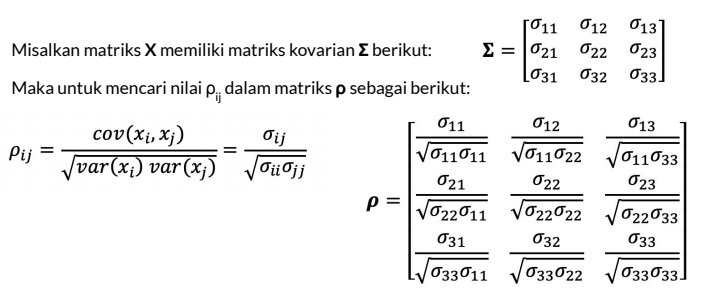 Misalkan matriks X memiliki matriks kovarian Σ berikut: Σ = [σ₁₁ σ₁₂ σ₁₃
σ₂₁ σ₂₂ σ₂₃
σ₃₁ σ₃₂ σ₃₃]
Maka untuk mencari nilai ρᵢⱼ dalam matriks ρ sebagai berikut:
ρᵢⱼ = cov(xᵢ, xⱼ) / √(var(xᵢ) var(xⱼ)) = σᵢⱼ / √(σᵢᵢσⱼⱼ)
ρ = [σ₁₁/√(σ₁₁σ₁₁) σ₁₂/√(σ₁₁σ₂₂) σ₁₃/√(σ₁₁σ₃₃)
σ₂₁/√(σ₂₂σ₁₁) σ₂₂/√(σ₂₂σ₂₂) σ₂₃/√(σ₂₂σ₃₃)
σ₃₁/√(σ₃₃σ₁₁) σ₃₂/√(σ₃₃σ₂₂) σ₃₃/√(σ₃₃σ₃₃)]